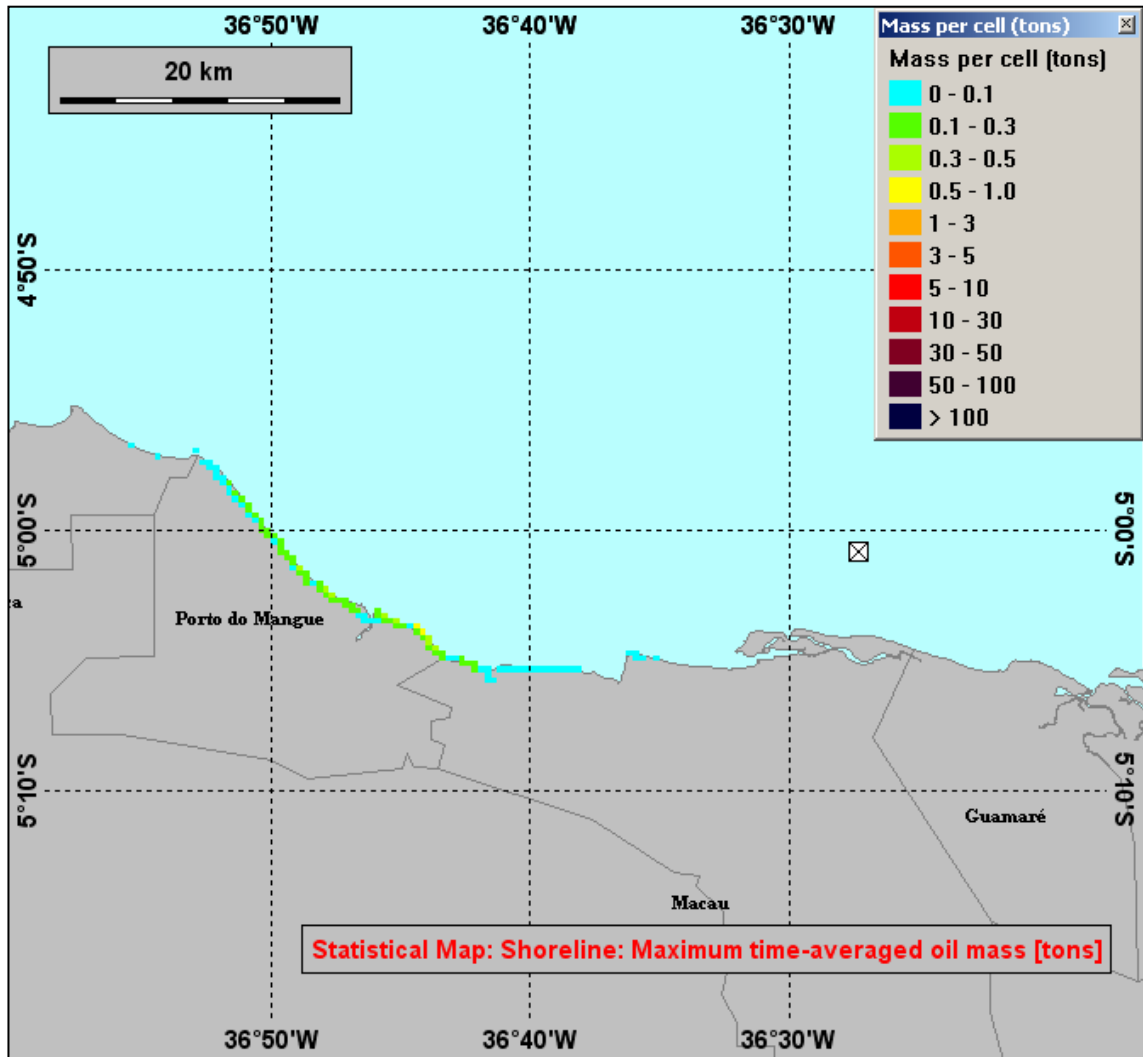 36°50'W
36°40'W
36°30'W
Mass per cell (tons)
20 km
Mass per cell (tons)
0 - 0.1
0.1 - 0.3
0.3 - 0.5
0.5 - 1.0
1 - 3
3 - 5
5 - 10
10 - 30
30 - 50
50 - 100
> 100
4°50'S
5°00'S
5°00'S
ca
Porto do Mangue
5°10'S
5°10'S
Guamaré
Macau
Statistical Map: Shoreline: Maximum time-averaged oil mass [tons]
36°50'W
36°40'W
36°30'W